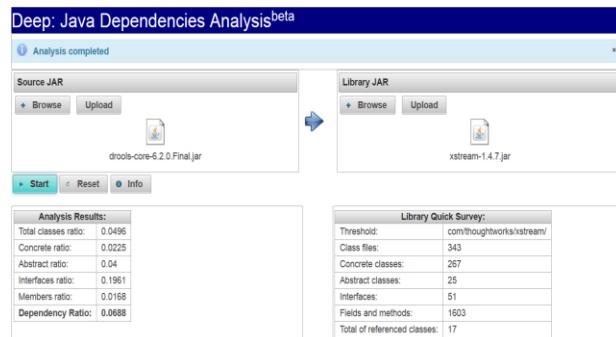 Deep: Java Dependencies Analysis beta
Analysis completed ×
Source JAR
+ Browse Upload
drools-core-6.2.0.Final.jar
Library JAR
+ Browse Upload
xstream-1.4.7.jar
Start Reset Info
Analysis Results:
Total classes ratio: 0.0496
Concrete ratio: 0.0225
Abstract ratio: 0.04
Interfaces ratio: 0.1961
Members ratio: 0.0168
Dependency Ratio: 0.0688
Library Quick Survey:
Threshold: com/thoughtworks/xstream/
Class files: 343
Concrete classes: 267
Abstract classes: 25
Interfaces: 51
Fields and methods: 1603
Total of referenced classes: 17